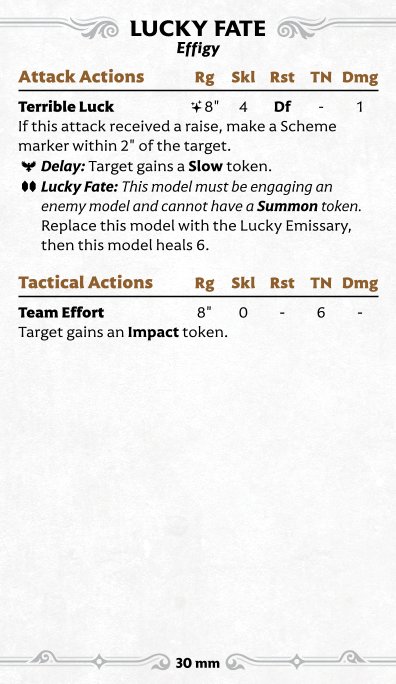 LUCKY FATE
Effigy
Attack Actions Rg Skl Rst TN Dmg
Terrible Luck 8" 4 Df - 1
If this attack received a raise, make a Scheme
marker within 2" of the target.
Delay: Target gains a Slow token.
Lucky Fate: This model must be engaging an
enemy model and cannot have a Summon token.
Replace this model with the Lucky Emissary,
then this model heals 6.
Tactical Actions Rg Skl Rst TN Dmg
Team Effort 8" 0 - 6 -
Target gains an Impact token.
30 mm